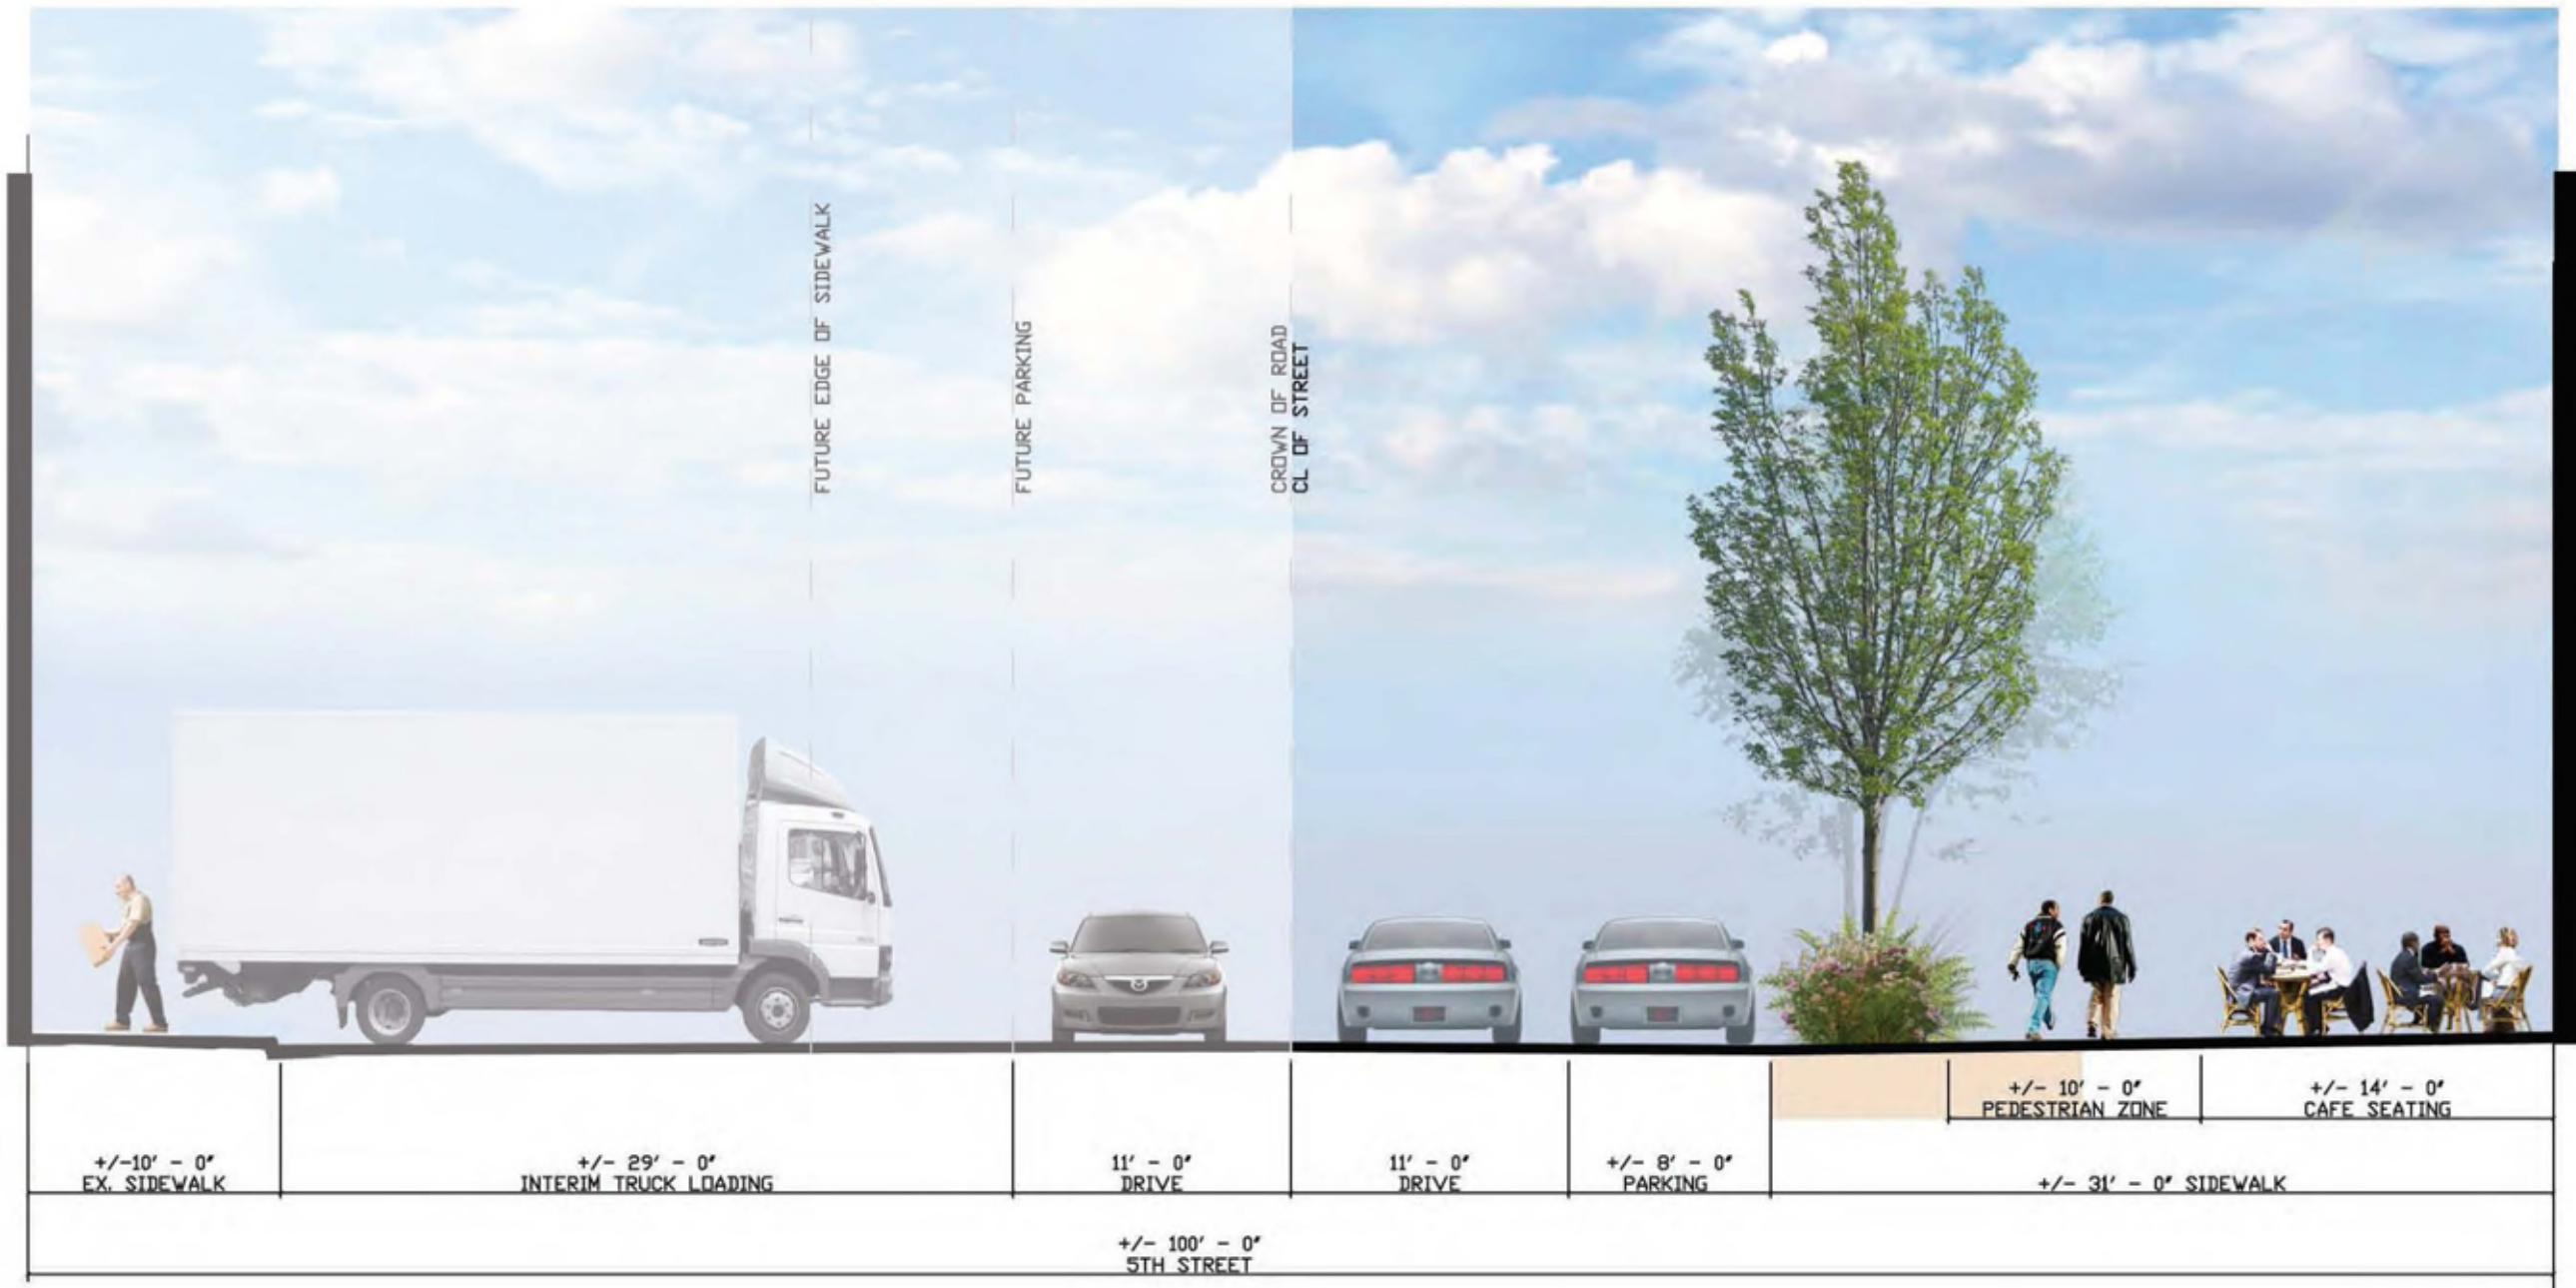 FUTURE EDGE OF SIDEWALK
FUTURE PARKING
CROWN OF ROAD
CL OF STREET
+/- 10' - 0"
PEDESTRIAN ZONE
+/- 14' - 0"
CAFE SEATING
+/-10' - 0"
EX. SIDEWALK
+/- 29' - 0"
INTERIM TRUCK LOADING
11' - 0"
DRIVE
11' - 0"
DRIVE
+/- 8' - 0"
PARKING
+/- 31' - 0" SIDEWALK
+/- 100' - 0"
5TH STREET